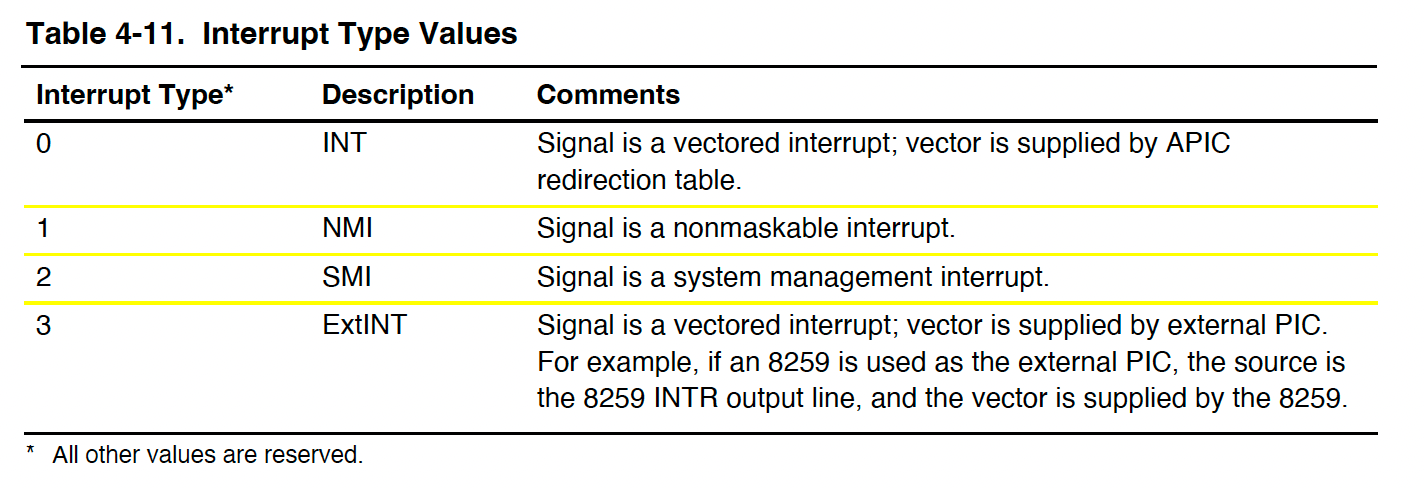 Table 4-11.  Interrupt Type Values
Interrupt Type* Description Comments
0 INT Signal is a vectored interrupt; vector is supplied by APIC
redirection table.
1 NMI Signal is a nonmaskable interrupt.
2 SMI Signal is a system management interrupt.
3 ExtINT Signal is a vectored interrupt; vector is supplied by external PIC.
For example, if an 8259 is used as the external PIC, the source is
the 8259 INTR output line, and the vector is supplied by the 8259.
* All other values are reserved.